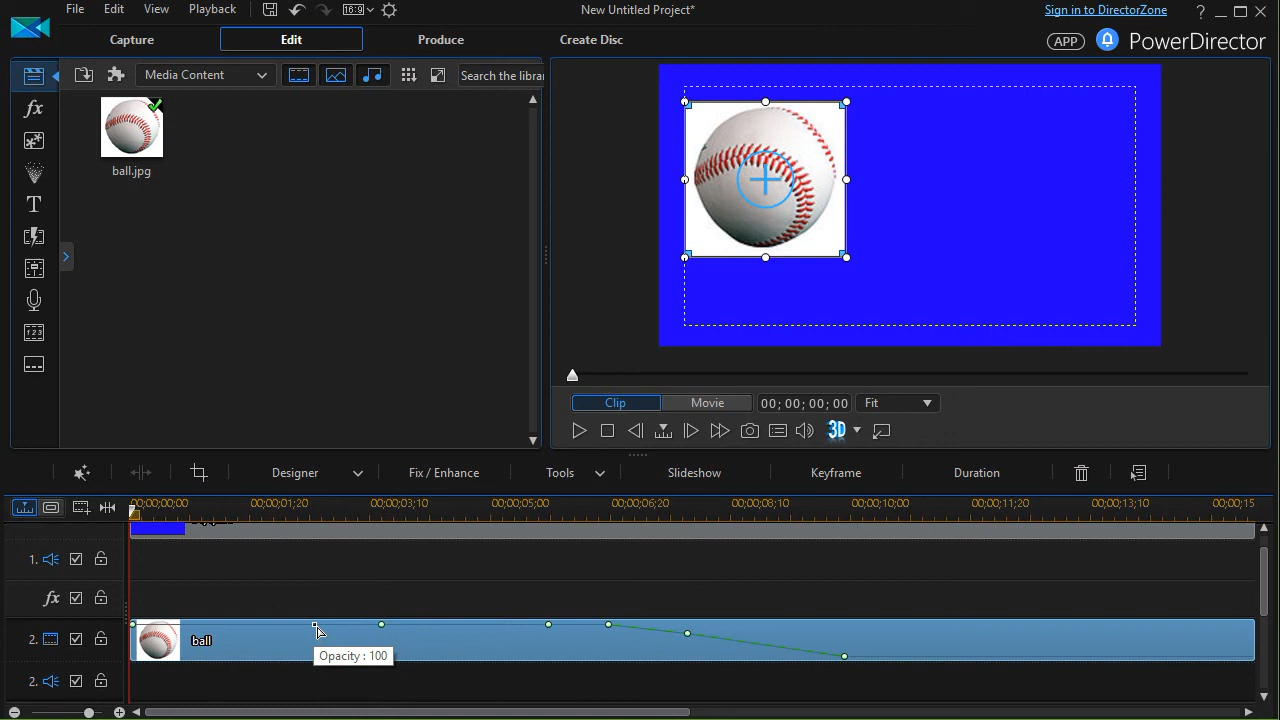 File Edit View Playback 16:9 New Untitled Project* Sign in to DirectorZone ?
Capture Edit Produce Create Disc APP PowerDirector
Media Content Search the librar
ball.jpg
fx
T
Clip Movie 00; 00; 00; 00 Fit
3D
Designer Fix / Enhance Tools Slideshow Keyframe Duration
00;00;00;00 00;00;01;20 00;00;03;10 00;00;05;00 00;00;06;20 00;00;08;10 00;00;10;00 00;00;11;20 00;00;13;10 00;00;15
1.
fx
2. ball
Opacity : 100
2.